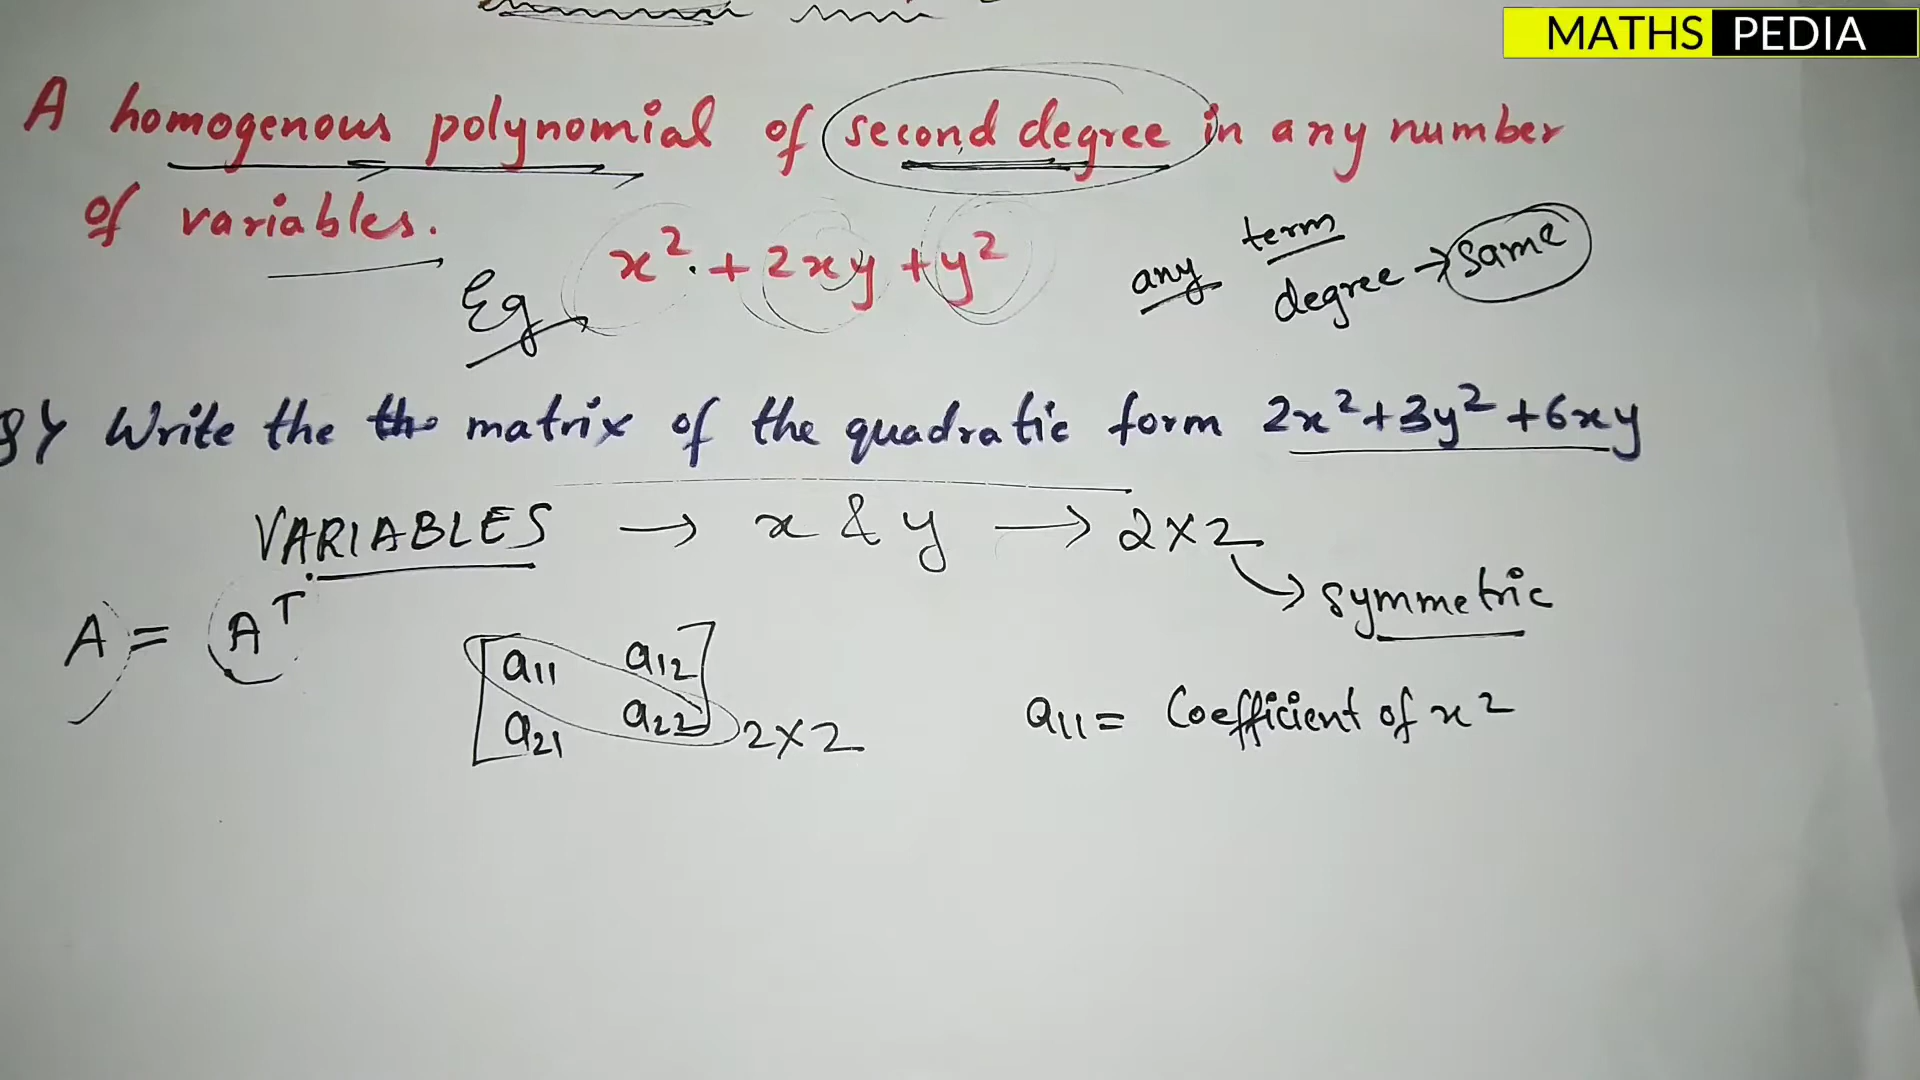 MATHS PEDIA
A homogenous polynomial of second degree in any number
of variables.
Eg x² + 2xy + y²
any term
degree → same
Write the the matrix of the quadratic form 2x²+3y²+6xy
VARIABLES → x & y → 2×2
→ symmetric
A = Aᵀ
[a₁₁ a₁₂
a₂₁ a₂₂] 2×2
a₁₁ = Coefficient of x²